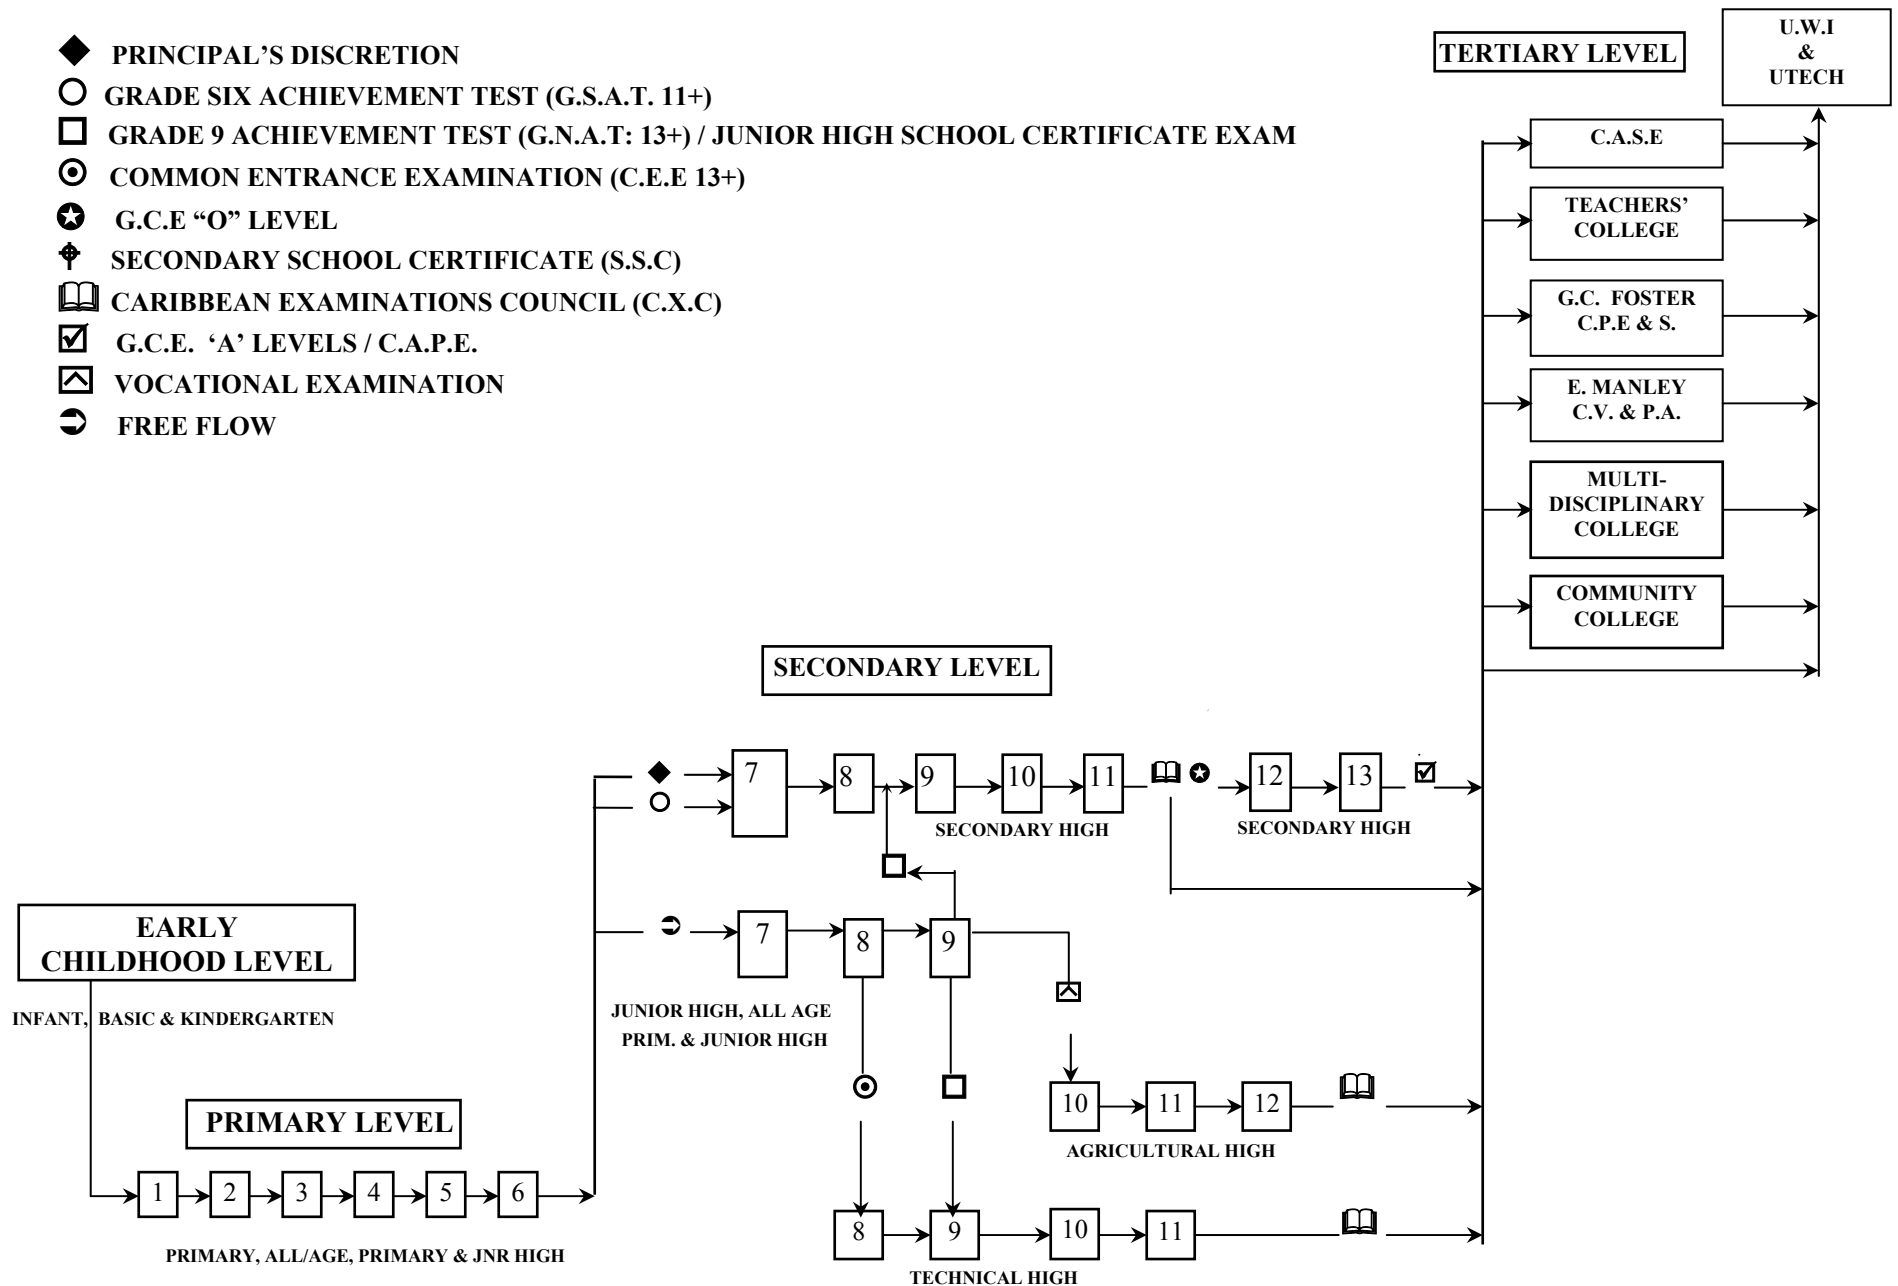 PRINCIPAL’S DISCRETION
GRADE SIX ACHIEVEMENT TEST (G.S.A.T. 11+)
GRADE 9 ACHIEVEMENT TEST (G.N.A.T: 13+) / JUNIOR HIGH SCHOOL CERTIFICATE EXAM
COMMON ENTRANCE EXAMINATION (C.E.E 13+)
G.C.E “O” LEVEL
SECONDARY SCHOOL CERTIFICATE (S.S.C)
CARIBBEAN EXAMINATIONS COUNCIL (C.X.C)
G.C.E. ‘A’ LEVELS / C.A.P.E.
VOCATIONAL EXAMINATION
FREE FLOW
TERTIARY LEVEL
U.W.I
&
UTECH
C.A.S.E
TEACHERS’
COLLEGE
G.C. FOSTER
C.P.E & S.
E. MANLEY
C.V. & P.A.
MULTI-
DISCIPLINARY
COLLEGE
COMMUNITY
COLLEGE
SECONDARY LEVEL
7 8 9 10 11 12 13
SECONDARY HIGH SECONDARY HIGH
7 8 9
JUNIOR HIGH, ALL AGE
PRIM. & JUNIOR HIGH
EARLY
CHILDHOOD LEVEL
INFANT, BASIC & KINDERGARTEN
PRIMARY LEVEL
1 2 3 4 5 6
PRIMARY, ALL/AGE, PRIMARY & JNR HIGH
10 11 12
AGRICULTURAL HIGH
8 9 10 11
TECHNICAL HIGH